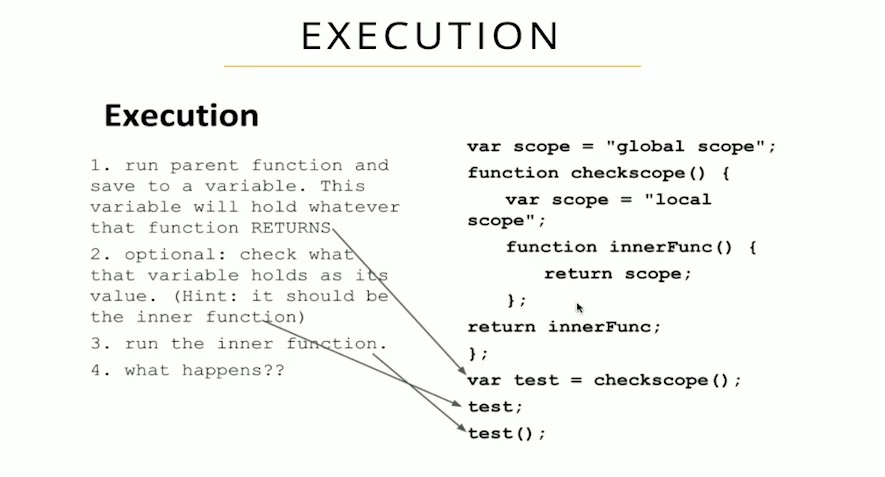 EXECUTION
Execution
1. run parent function and
save to a variable. This
variable will hold whatever
that function RETURNS
2. optional: check what
that variable holds as its
value. (Hint: it should be
the inner function)
3. run the inner function.
4. what happens??
var scope = "global scope";
function checkscope() {
var scope = "local
scope";
function innerFunc() {
return scope;
};
return innerFunc;
};
var test = checkscope();
test;
test();